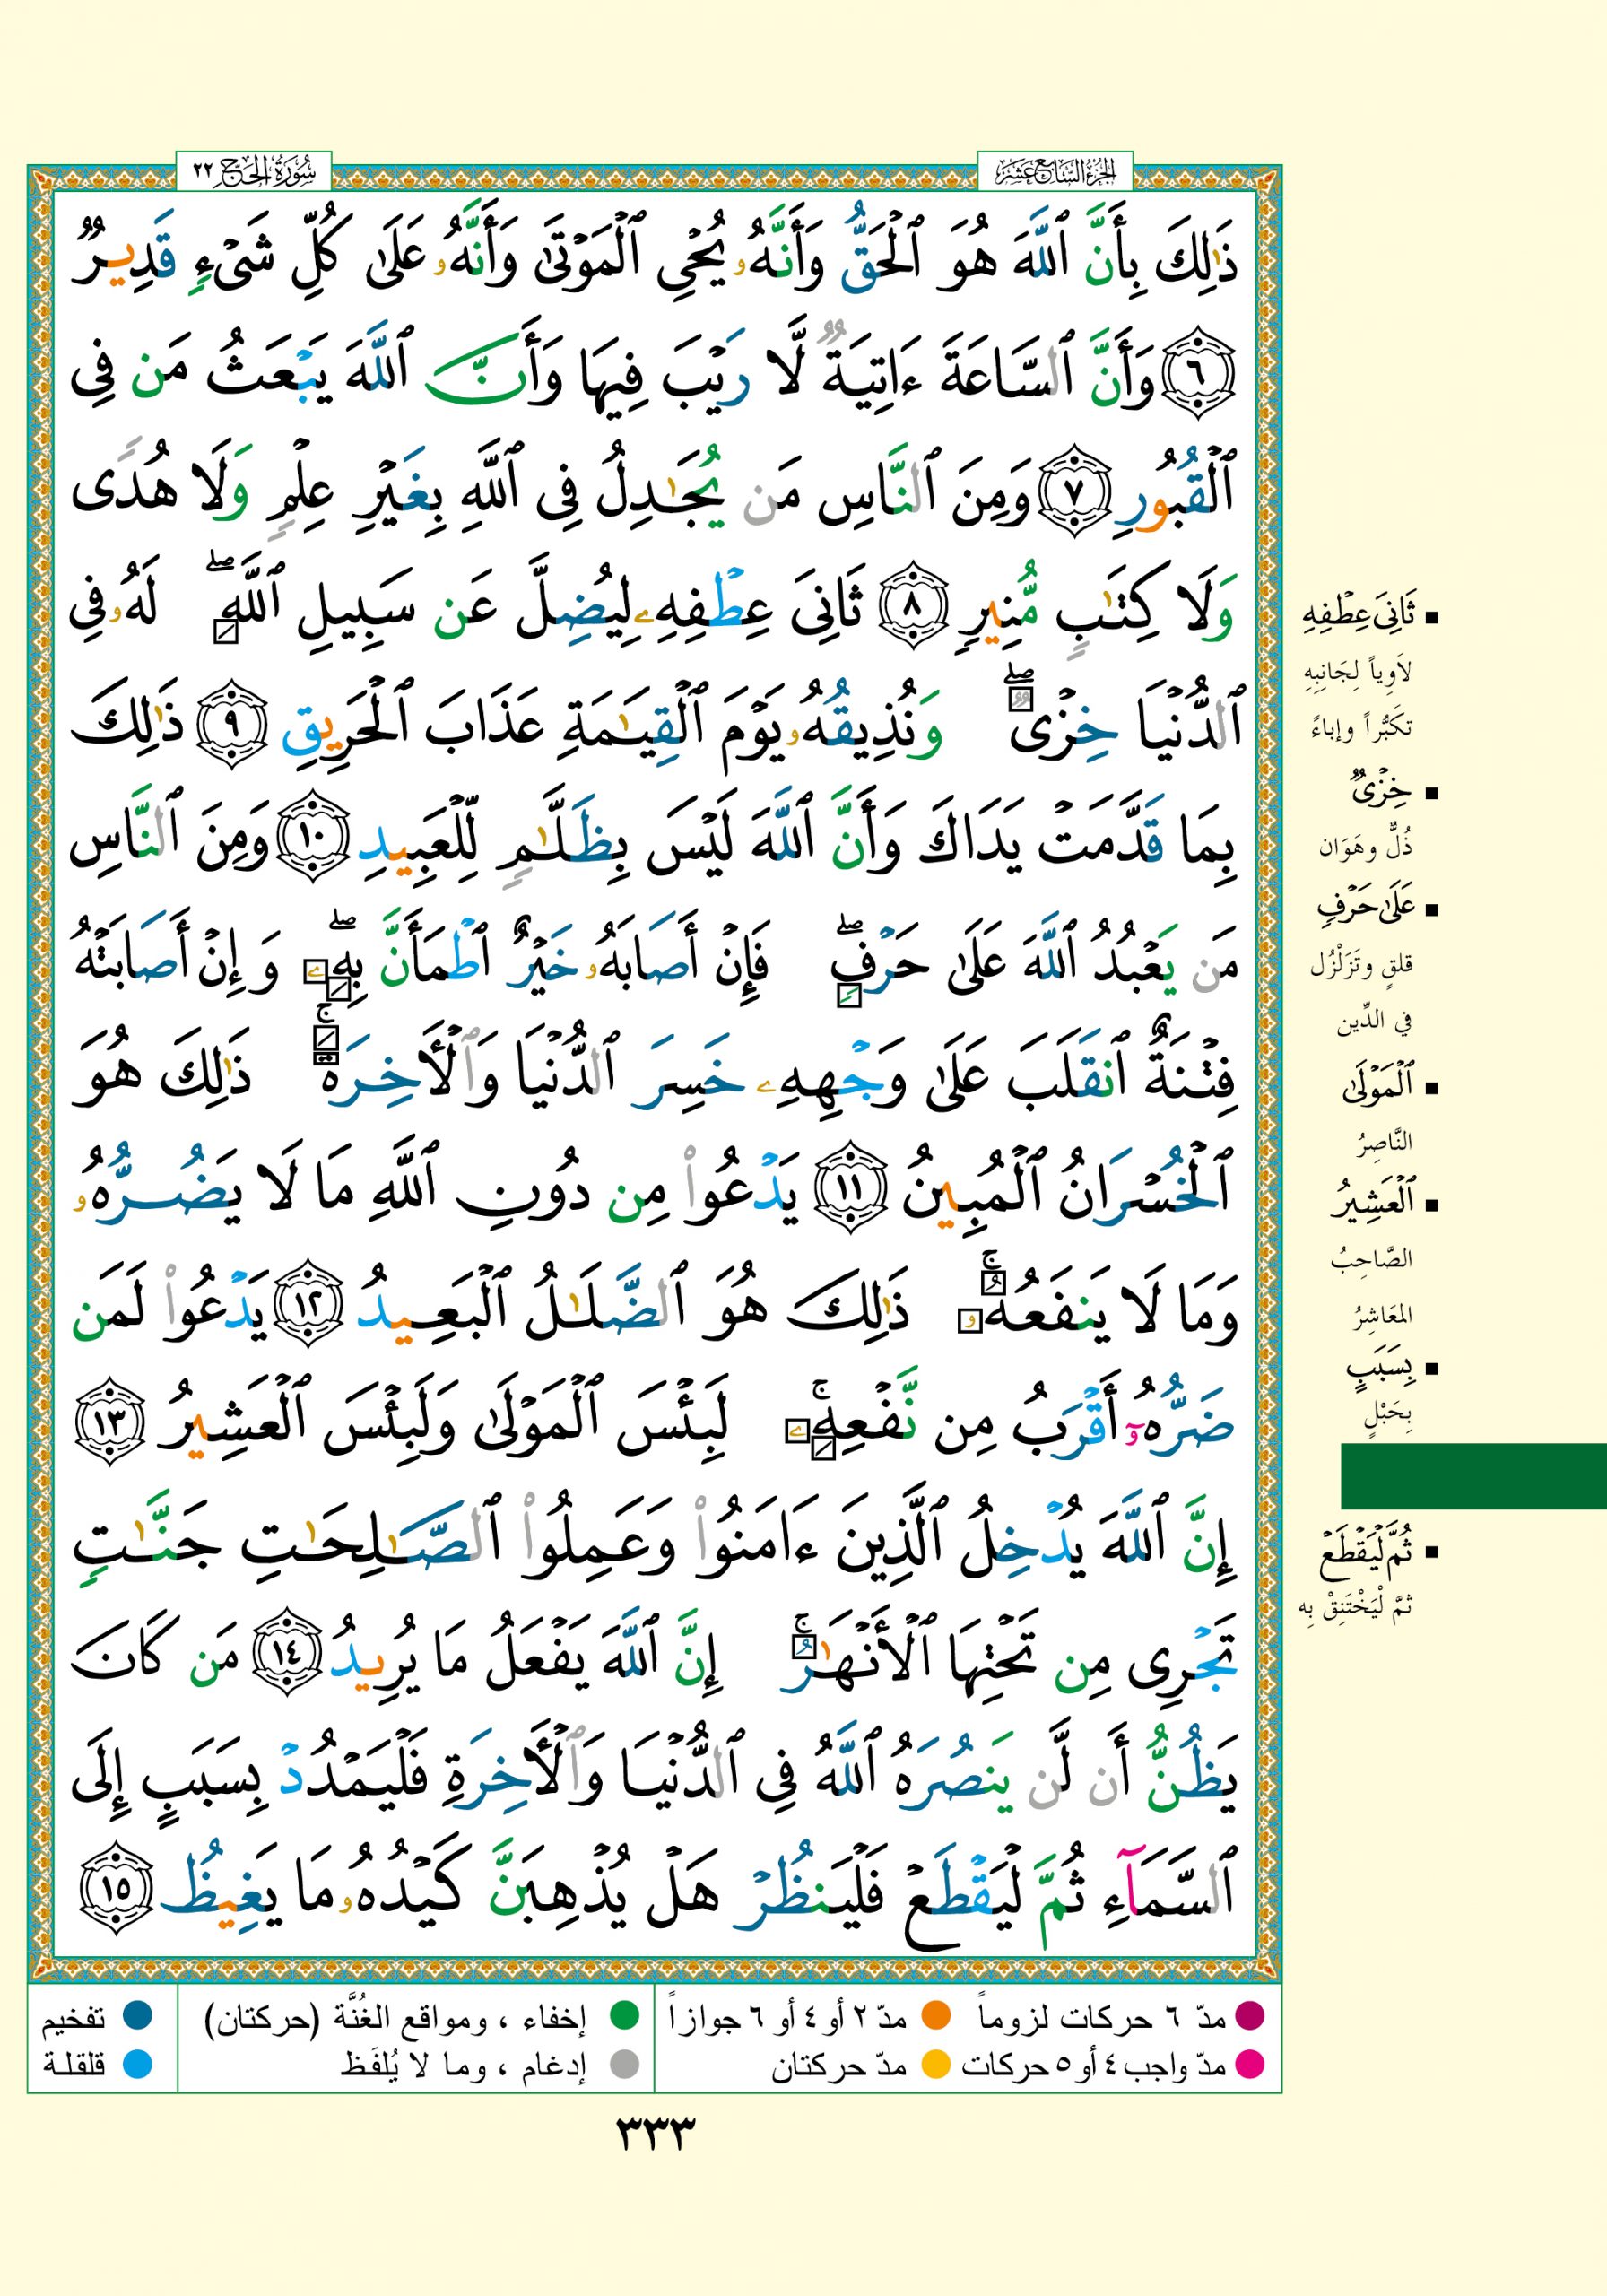 الجزء السابع عشر
سورة الحج ٢٢
ذَٰلِكَ بِأَنَّ ٱللَّهَ هُوَ ٱلْحَقُّ وَأَنَّهُۥ يُحْىِ ٱلْمَوْتَىٰ وَأَنَّهُۥ عَلَىٰ كُلِّ شَىْءٍ قَدِيرٌ
٦ وَأَنَّ ٱلسَّاعَةَ ءَاتِيَةٌ لَّا رَيْبَ فِيهَا وَأَنَّ ٱللَّهَ يَبْعَثُ مَن فِى
ٱلْقُبُورِ ٧ وَمِنَ ٱلنَّاسِ مَن يُجَٰدِلُ فِى ٱللَّهِ بِغَيْرِ عِلْمٍ وَلَا هُدًى
وَلَا كِتَٰبٍ مُّنِيرٍ ٨ ثَانِىَ عِطْفِهِۦ لِيُضِلَّ عَن سَبِيلِ ٱللَّهِ ۖ لَهُۥ فِى
ٱلدُّنْيَا خِزْىٌ ۖ وَنُذِيقُهُۥ يَوْمَ ٱلْقِيَٰمَةِ عَذَابَ ٱلْحَرِيقِ ٩ ذَٰلِكَ
بِمَا قَدَّمَتْ يَدَاكَ وَأَنَّ ٱللَّهَ لَيْسَ بِظَلَّٰمٍ لِّلْعَبِيدِ ١٠ وَمِنَ ٱلنَّاسِ
مَن يَعْبُدُ ٱللَّهَ عَلَىٰ حَرْفٍ ۖ فَإِنْ أَصَابَهُۥ خَيْرٌ ٱطْمَأَنَّ بِهِۦ ۖ وَإِنْ أَصَابَتْهُ
فِتْنَةٌ ٱنقَلَبَ عَلَىٰ وَجْهِهِۦ خَسِرَ ٱلدُّنْيَا وَٱلْأَخِرَةَ ۚ ذَٰلِكَ هُوَ
ٱلْخُسْرَانُ ٱلْمُبِينُ ١١ يَدْعُوا۟ مِن دُونِ ٱللَّهِ مَا لَا يَضُرُّهُۥ
وَمَا لَا يَنفَعُهُۥ ۚ ذَٰلِكَ هُوَ ٱلضَّلَٰلُ ٱلْبَعِيدُ ١٢ يَدْعُوا۟ لَمَن
ضَرُّهُۥٓ أَقْرَبُ مِن نَّفْعِهِۦ ۚ لَبِئْسَ ٱلْمَوْلَىٰ وَلَبِئْسَ ٱلْعَشِيرُ ١٣
إِنَّ ٱللَّهَ يُدْخِلُ ٱلَّذِينَ ءَامَنُوا۟ وَعَمِلُوا۟ ٱلصَّٰلِحَٰتِ جَنَّٰتٍ
تَجْرِى مِن تَحْتِهَا ٱلْأَنْهَٰرُ ۚ إِنَّ ٱللَّهَ يَفْعَلُ مَا يُرِيدُ ١٤ مَن كَانَ
يَظُنُّ أَن لَّن يَنصُرَهُ ٱللَّهُ فِى ٱلدُّنْيَا وَٱلْأَخِرَةِ فَلْيَمْدُدْ بِسَبَبٍ إِلَى
ٱلسَّمَآءِ ثُمَّ لْيَقْطَعْ فَلْيَنظُرْ هَلْ يُذْهِبَنَّ كَيْدُهُۥ مَا يَغِيظُ ١٥
▪ ثَانِىَ عِطْفِهِ
لاَوِياً لِجَانِبِهِ
تكَبُّراً وإباءً
▪ خِزْىٌ
ذُلٌّ وهَوَان
▪ عَلَىٰ حَرْفٍ
قلقٍ وتَزَلْزُل
في الدِّين
▪ ٱلْمَوْلَىٰ
النَّاصِرُ
▪ ٱلْعَشِيرُ
الصَّاحِبُ
المعَاشِرُ
▪ بِسَبَبٍ
بِحَبْلٍ
▪ ثُمَّ لْيَقْطَعْ
ثمَّ لْيَخْتَنِقْ بِه
مدّ ٦ حركات لزوماً مدّ ٢ أو ٤ أو ٦ جوازاً إخفاء ، ومواقع الغُنَّة (حركتان) تفخيم
مدّ واجب ٤ أو ٥ حركات مدّ حركتان إدغام ، وما لا يُلفَظ قلقلة
٣٣٣